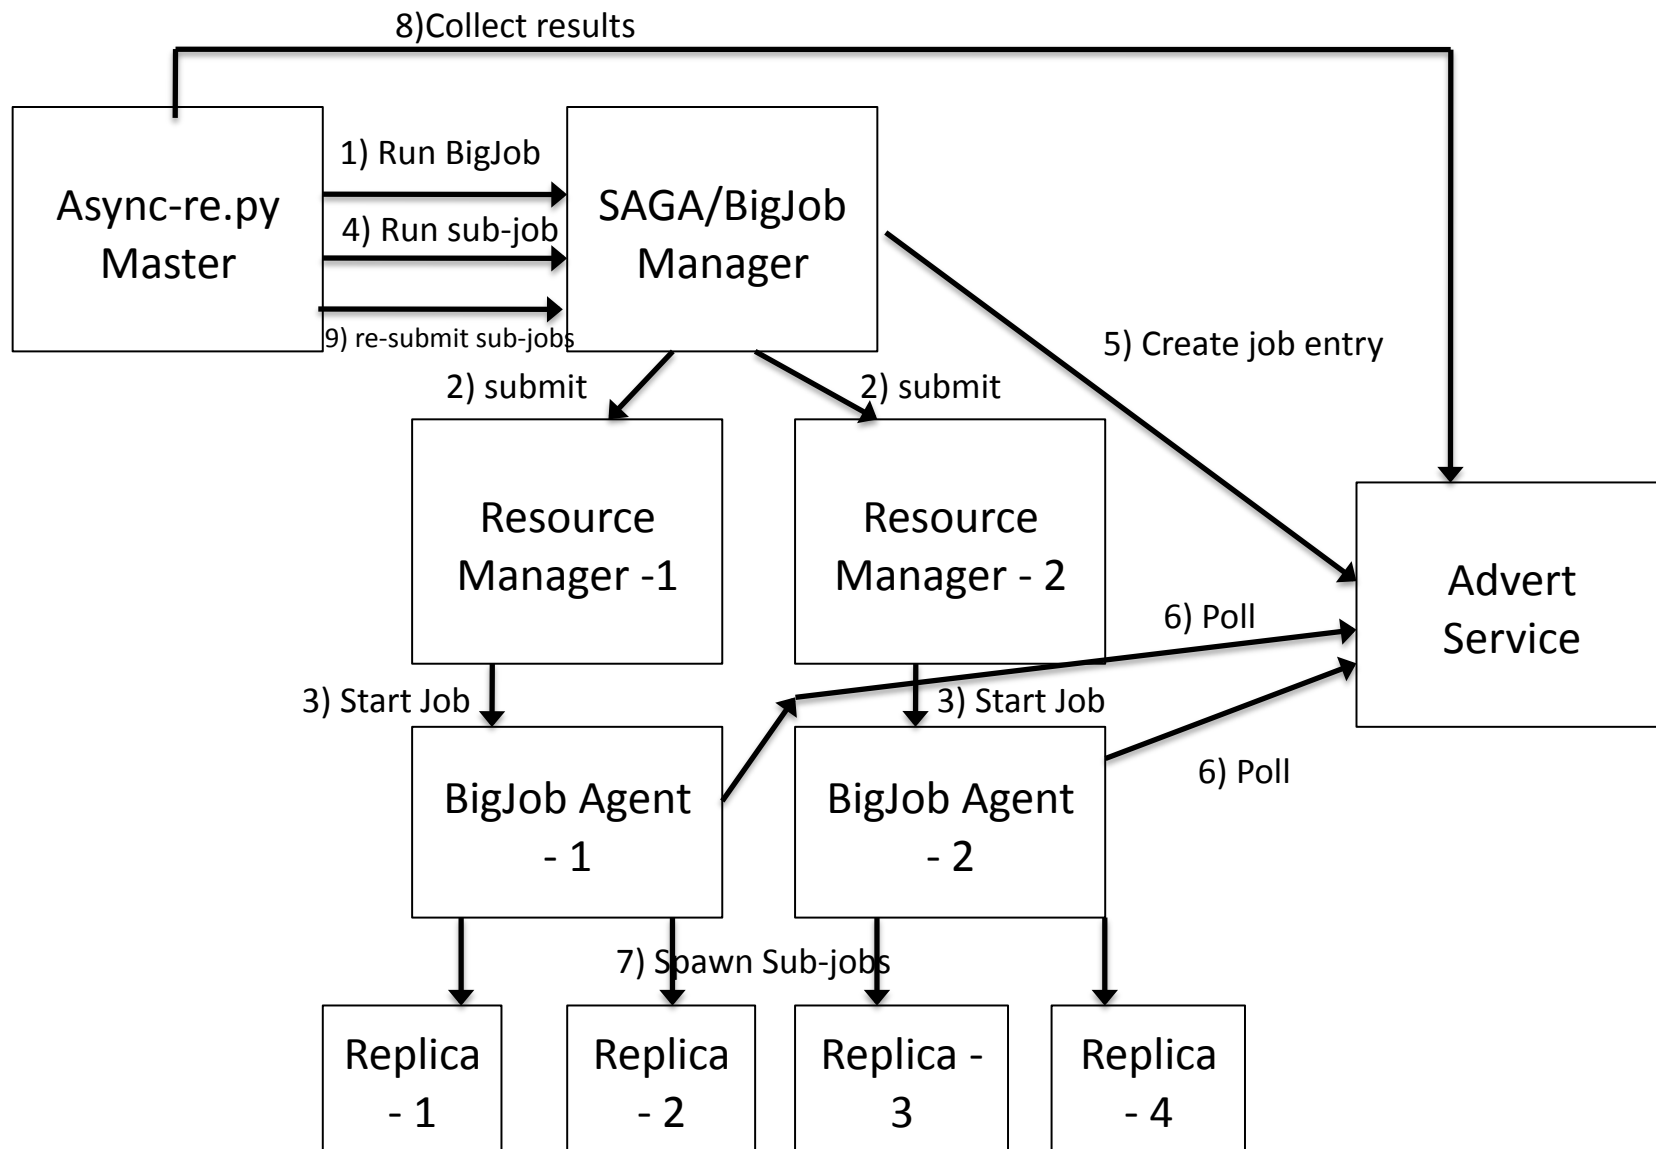 8)Collect results
1) Run BigJob
Async-re.py
Master
SAGA/BigJob
Manager
4) Run sub-job
9) re-submit sub-jobs
5) Create job entry
2) submit
2) submit
Resource
Manager -1
Resource
Manager - 2
Advert
Service
6) Poll
3) Start Job
3) Start Job
6) Poll
BigJob Agent
- 1
BigJob Agent
- 2
7) Spawn Sub-jobs
Replica
- 1
Replica
- 2
Replica -
3
Replica
- 4